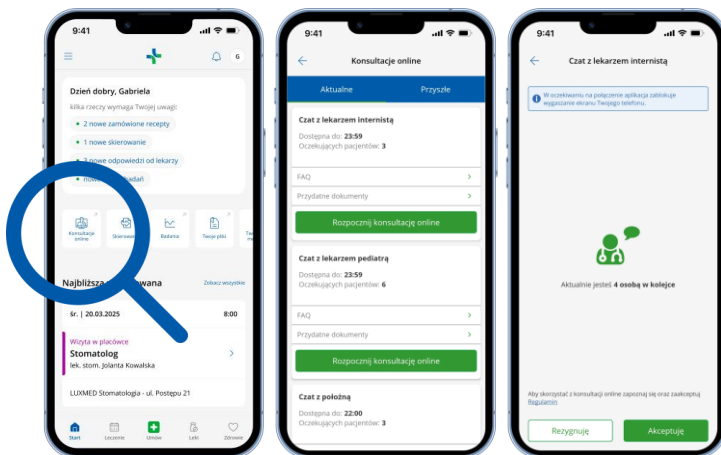 9:41
G
Dzień dobry, Gabriela
kilka rzeczy wymaga Twojej uwagi:
2 nowe zamówione recepty
1 nowe skierowanie
3 nowe odpowiedzi od lekarzy
Konsultacje
online
Badania
Twoje pliki
Najbliższa
Zobacz wszystkie
śr. | 20.03.2025
8:00
Wizyta w placówce
Stomatolog
lek. stom. Jolanta Kowalska
LUXMED Stomatologia - ul. Postępu 21
Start
Leczenie
Umów
Leki
Zdrowie
9:41
Konsultacje online
Aktualne
Przyszłe
Czat z lekarzem internistą
Dostępna do: 23:59
Oczekujących pacjentów: 3
FAQ
Przydatne dokumenty
Rozpocznij konsultację online
Czat z lekarzem pediatrą
Dostępna do: 23:59
Oczekujących pacjentów: 6
FAQ
Przydatne dokumenty
Rozpocznij konsultację online
Czat z położną
Dostępna do: 22:00
Oczekujących pacjentów: 3
9:41
Czat z lekarzem internistą
W oczekiwaniu na połączenie aplikacja zablokuje
wygaszanie ekranu Twojego telefonu.
Aktualnie jesteś 4 osobą w kolejce
Aby skorzystać z konsultacji online zapoznaj się oraz zaakceptuj
Regulamin
Rezygnuję
Akceptuję